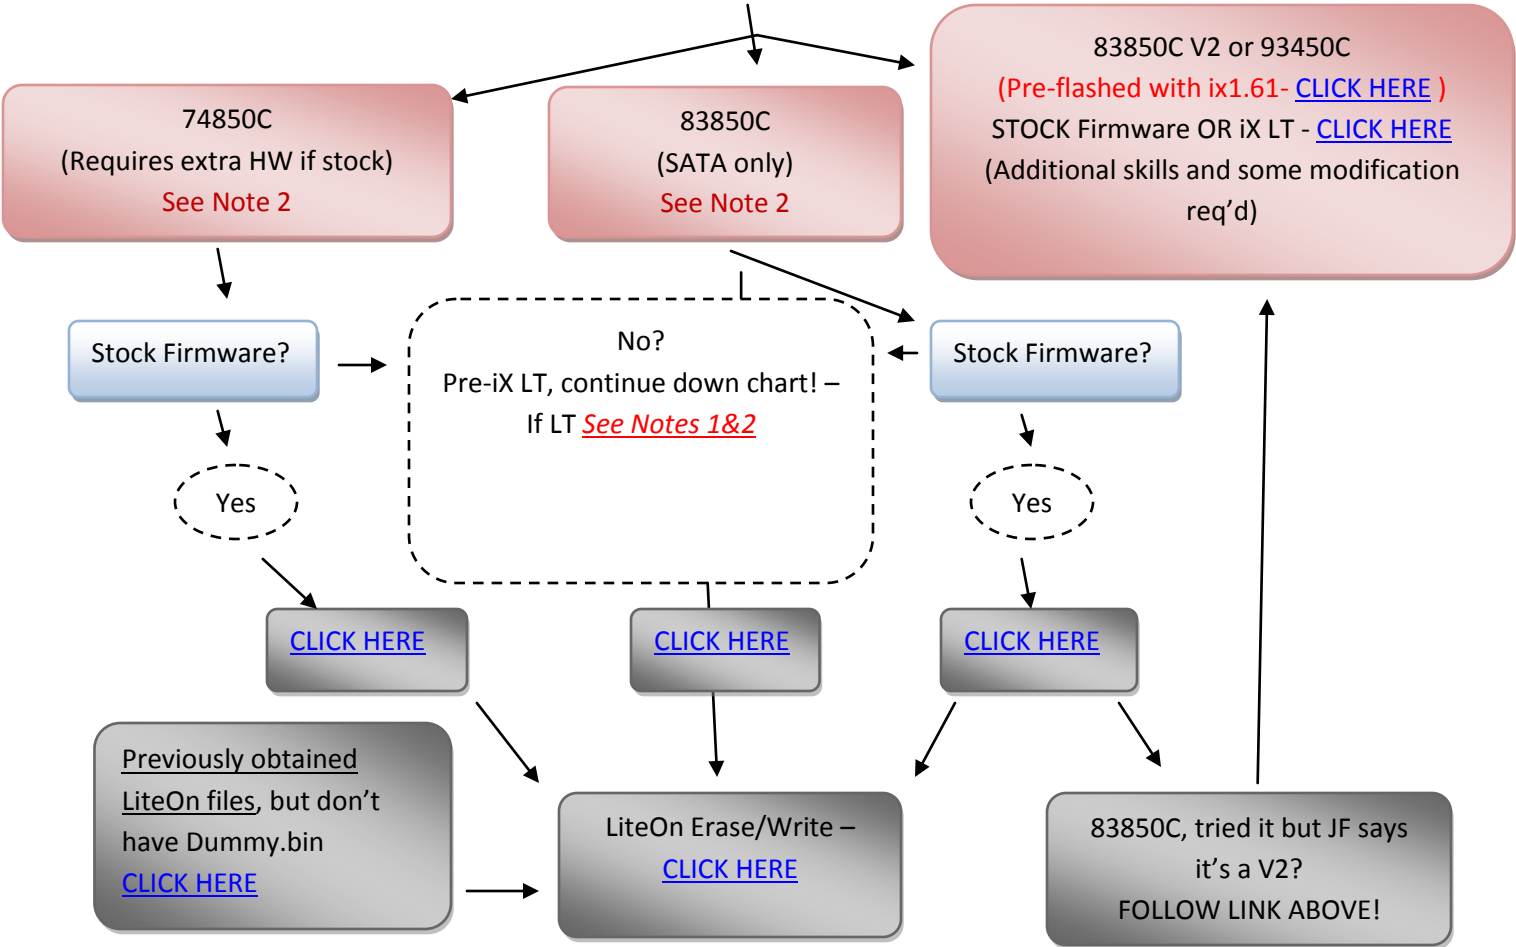 74850C
(Requires extra HW if stock)
See Note 2
83850C
(SATA only)
See Note 2
83850C V2 or 93450C
(Pre-flashed with ix1.61- CLICK HERE )
STOCK Firmware OR iX LT - CLICK HERE
(Additional skills and some modification
req’d)
Stock Firmware?
No?
Pre-iX LT, continue down chart! –
If LT See Notes 1&2
Stock Firmware?
Yes
Yes
CLICK HERE
CLICK HERE
CLICK HERE
Previously obtained
LiteOn files, but don’t
have Dummy.bin
CLICK HERE
LiteOn Erase/Write –
CLICK HERE
83850C, tried it but JF says
it’s a V2?
FOLLOW LINK ABOVE!